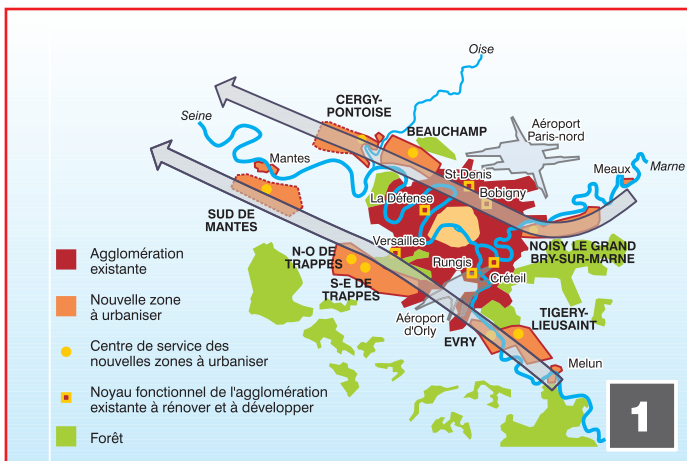 Oise
CERGY-
PONTOISE
Seine
BEAUCHAMP
Aéroport
Paris-nord
Mantes
St-Denis
Meaux
Marne
La Défense
Bobigny
SUD DE
MANTES
Versailles
N-O DE
TRAPPES
NOISY LE GRAND
BRY-SUR-MARNE
Rungis
Créteil
S-E DE
TRAPPES
Aéroport
d'Orly
TIGERY-
LIEUSAINT
EVRY
Melun
Agglomération
existante
Nouvelle zone
à urbaniser
Centre de service des
nouvelles zones à urbaniser
Noyau fonctionnel de l'agglomération
existante à rénover et à développer
Forêt
1